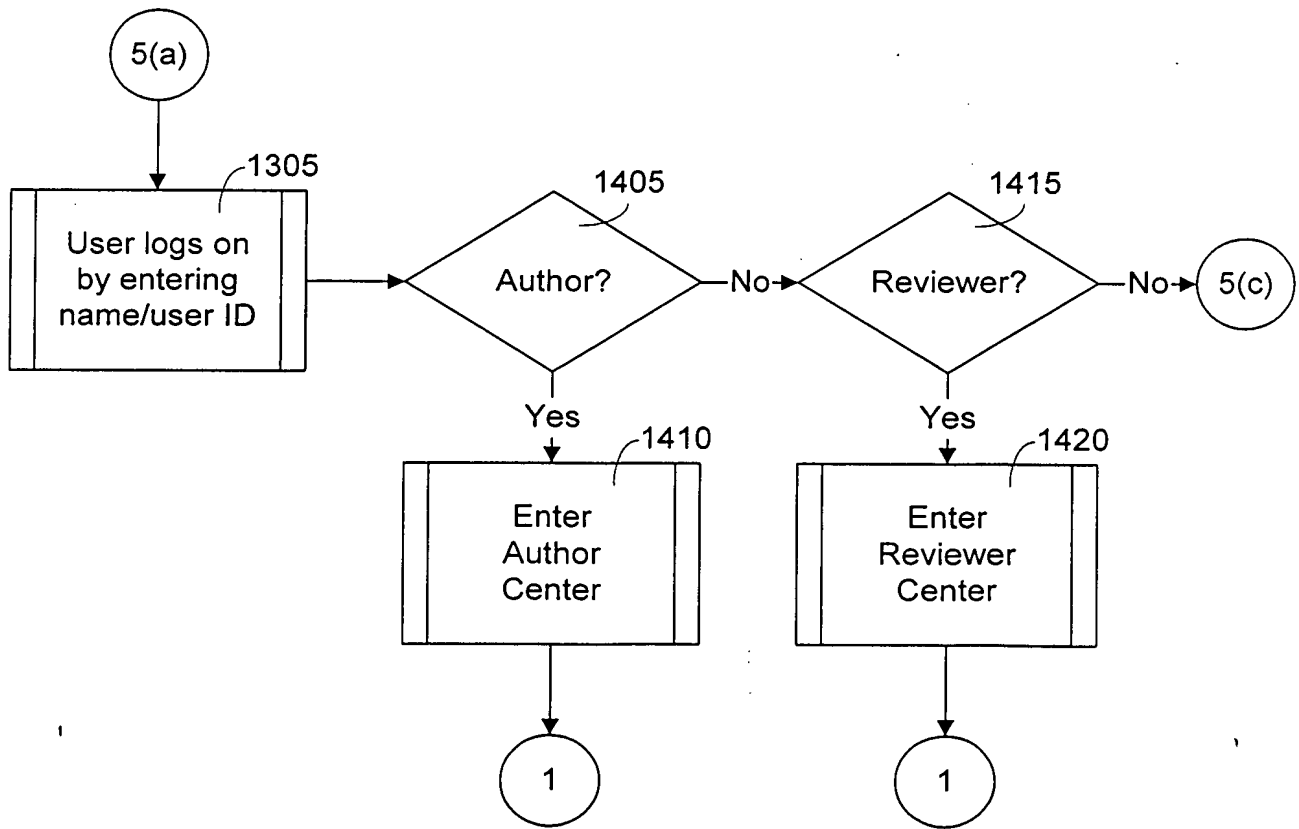 5(a)
1305
User logs on
by entering
name/user ID
1405
Author?
No
1415
Reviewer?
No
5(c)
Yes
Yes
1410
Enter
Author
Center
1420
Enter
Reviewer
Center
1
1